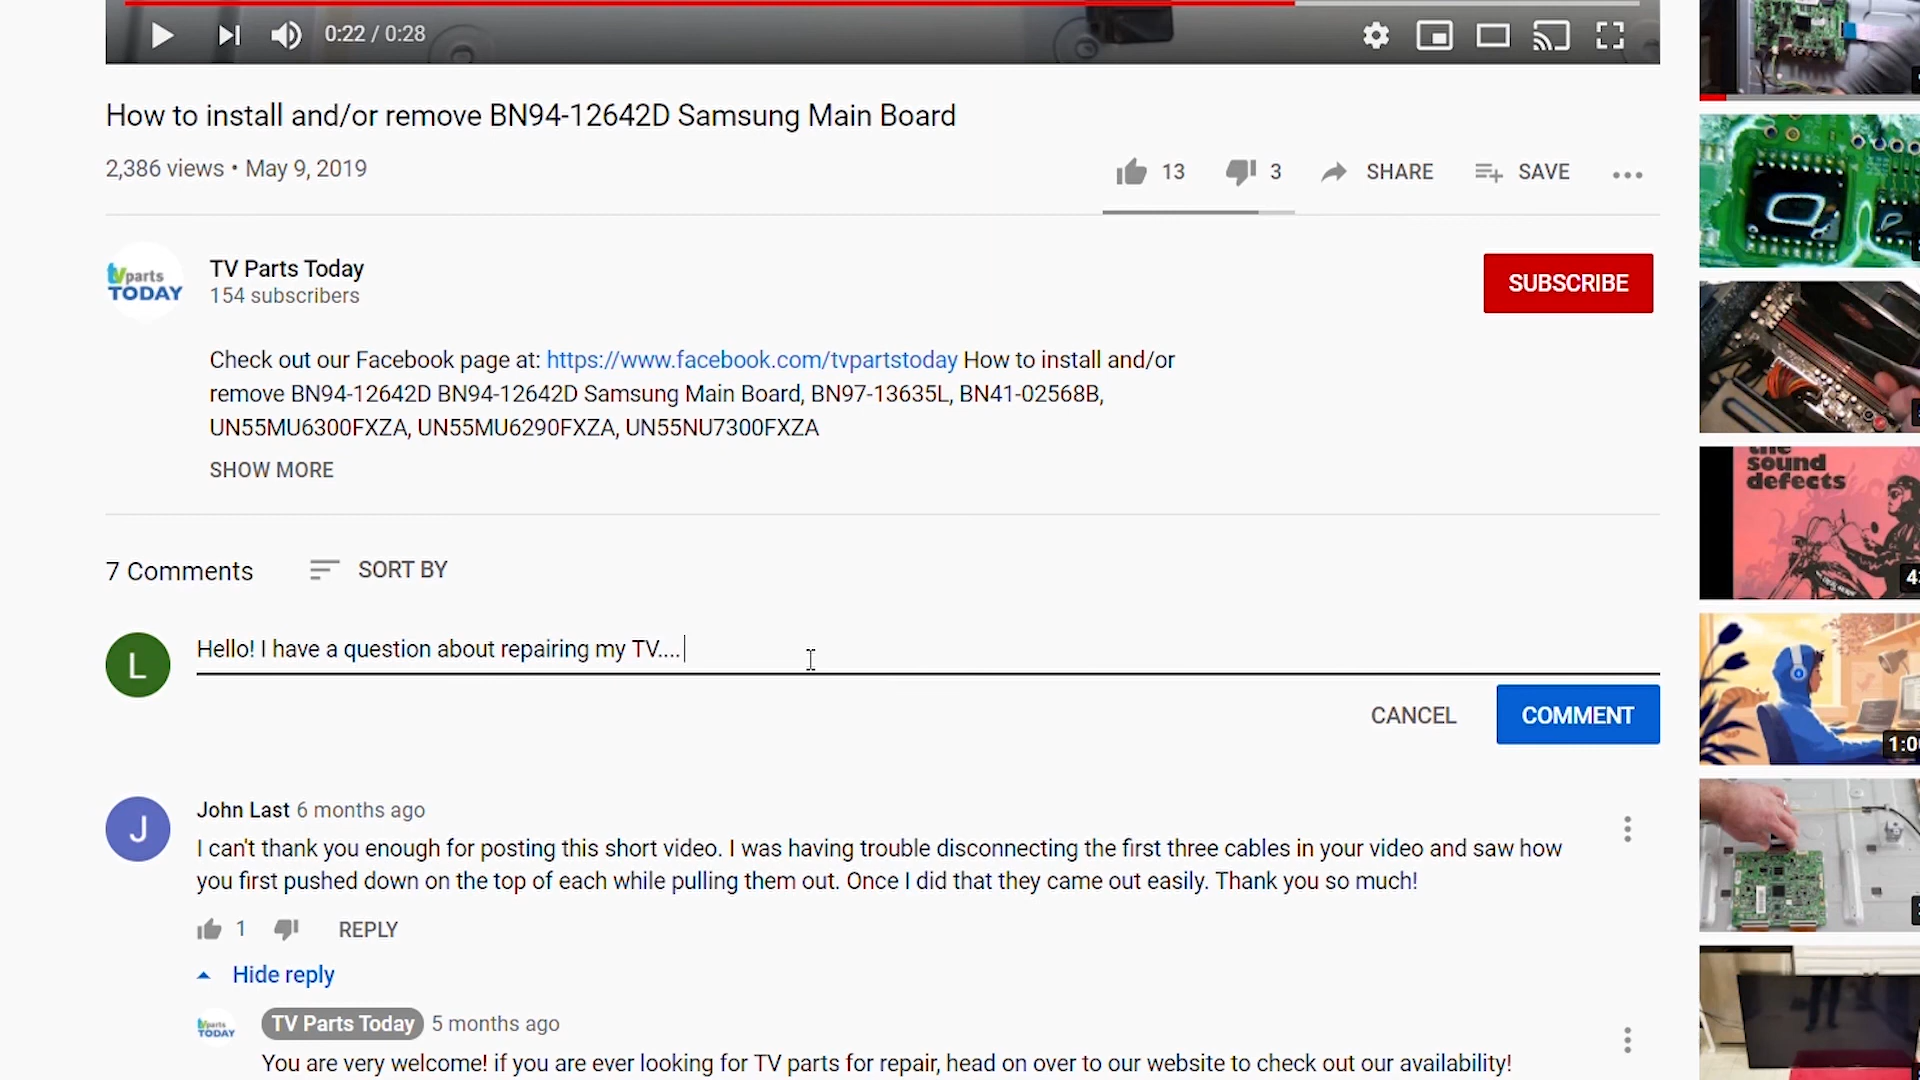 0:22 / 0:28
How to install and/or remove BN94-12642D Samsung Main Board
2,386 views • May 9, 2019
13
3
SHARE
SAVE
tvparts
TODAY
TV Parts Today
154 subscribers
SUBSCRIBE
Check out our Facebook page at: https://www.facebook.com/tvpartstoday How to install and/or
remove BN94-12642D BN94-12642D Samsung Main Board, BN97-13635L, BN41-02568B,
UN55MU6300FXZA, UN55MU6290FXZA, UN55NU7300FXZA
SHOW MORE
7 Comments
SORT BY
L
Hello! I have a question about repairing my TV....
CANCEL
COMMENT
J
John Last 6 months ago
I can't thank you enough for posting this short video. I was having trouble disconnecting the first three cables in your video and saw how
you first pushed down on the top of each while pulling them out. Once I did that they came out easily. Thank you so much!
1
REPLY
Hide reply
tvparts
TODAY
TV Parts Today 5 months ago
You are very welcome! if you are ever looking for TV parts for repair, head on over to our website to check out our availability!
the
sound
defects